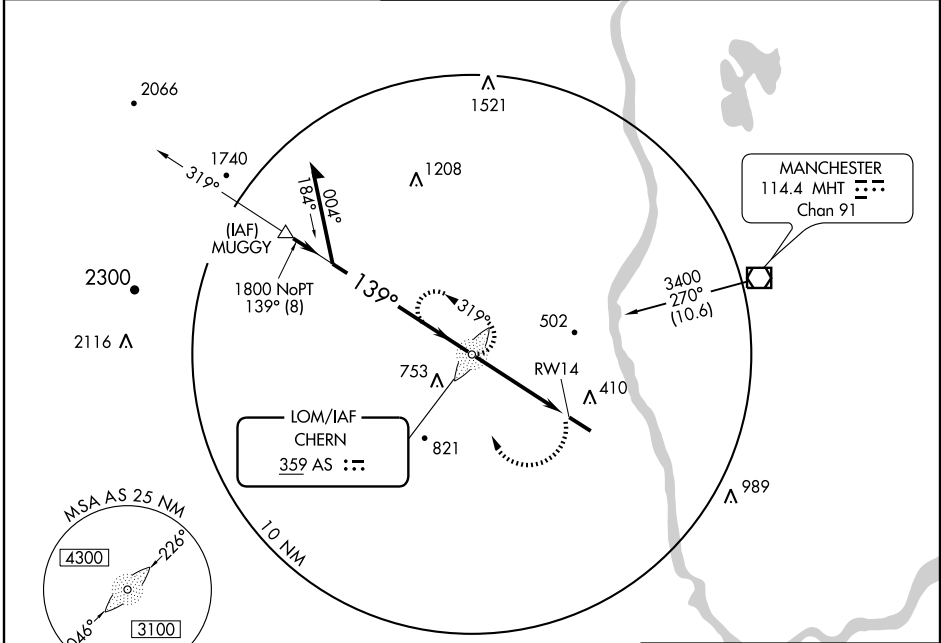 2066
1521
1740
319°
1208
004°
184°
(IAF)
MUGGY
1800 NoPT
139° (8)
139°
2300
2116
MANCHESTER
114.4 MHT
Chan 91
3400
270°
(10.6)
319°
502
RW14
753
410
LOM/IAF
CHERN
359 AS
821
989
10 NM
MSA AS 25 NM
4300
226°
046°
3100